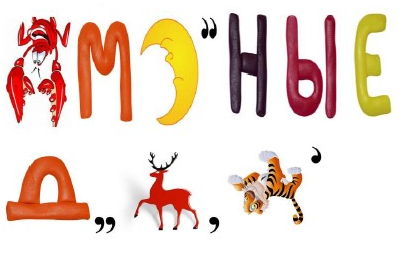 М “ НЫЕ
Д ,, , ’